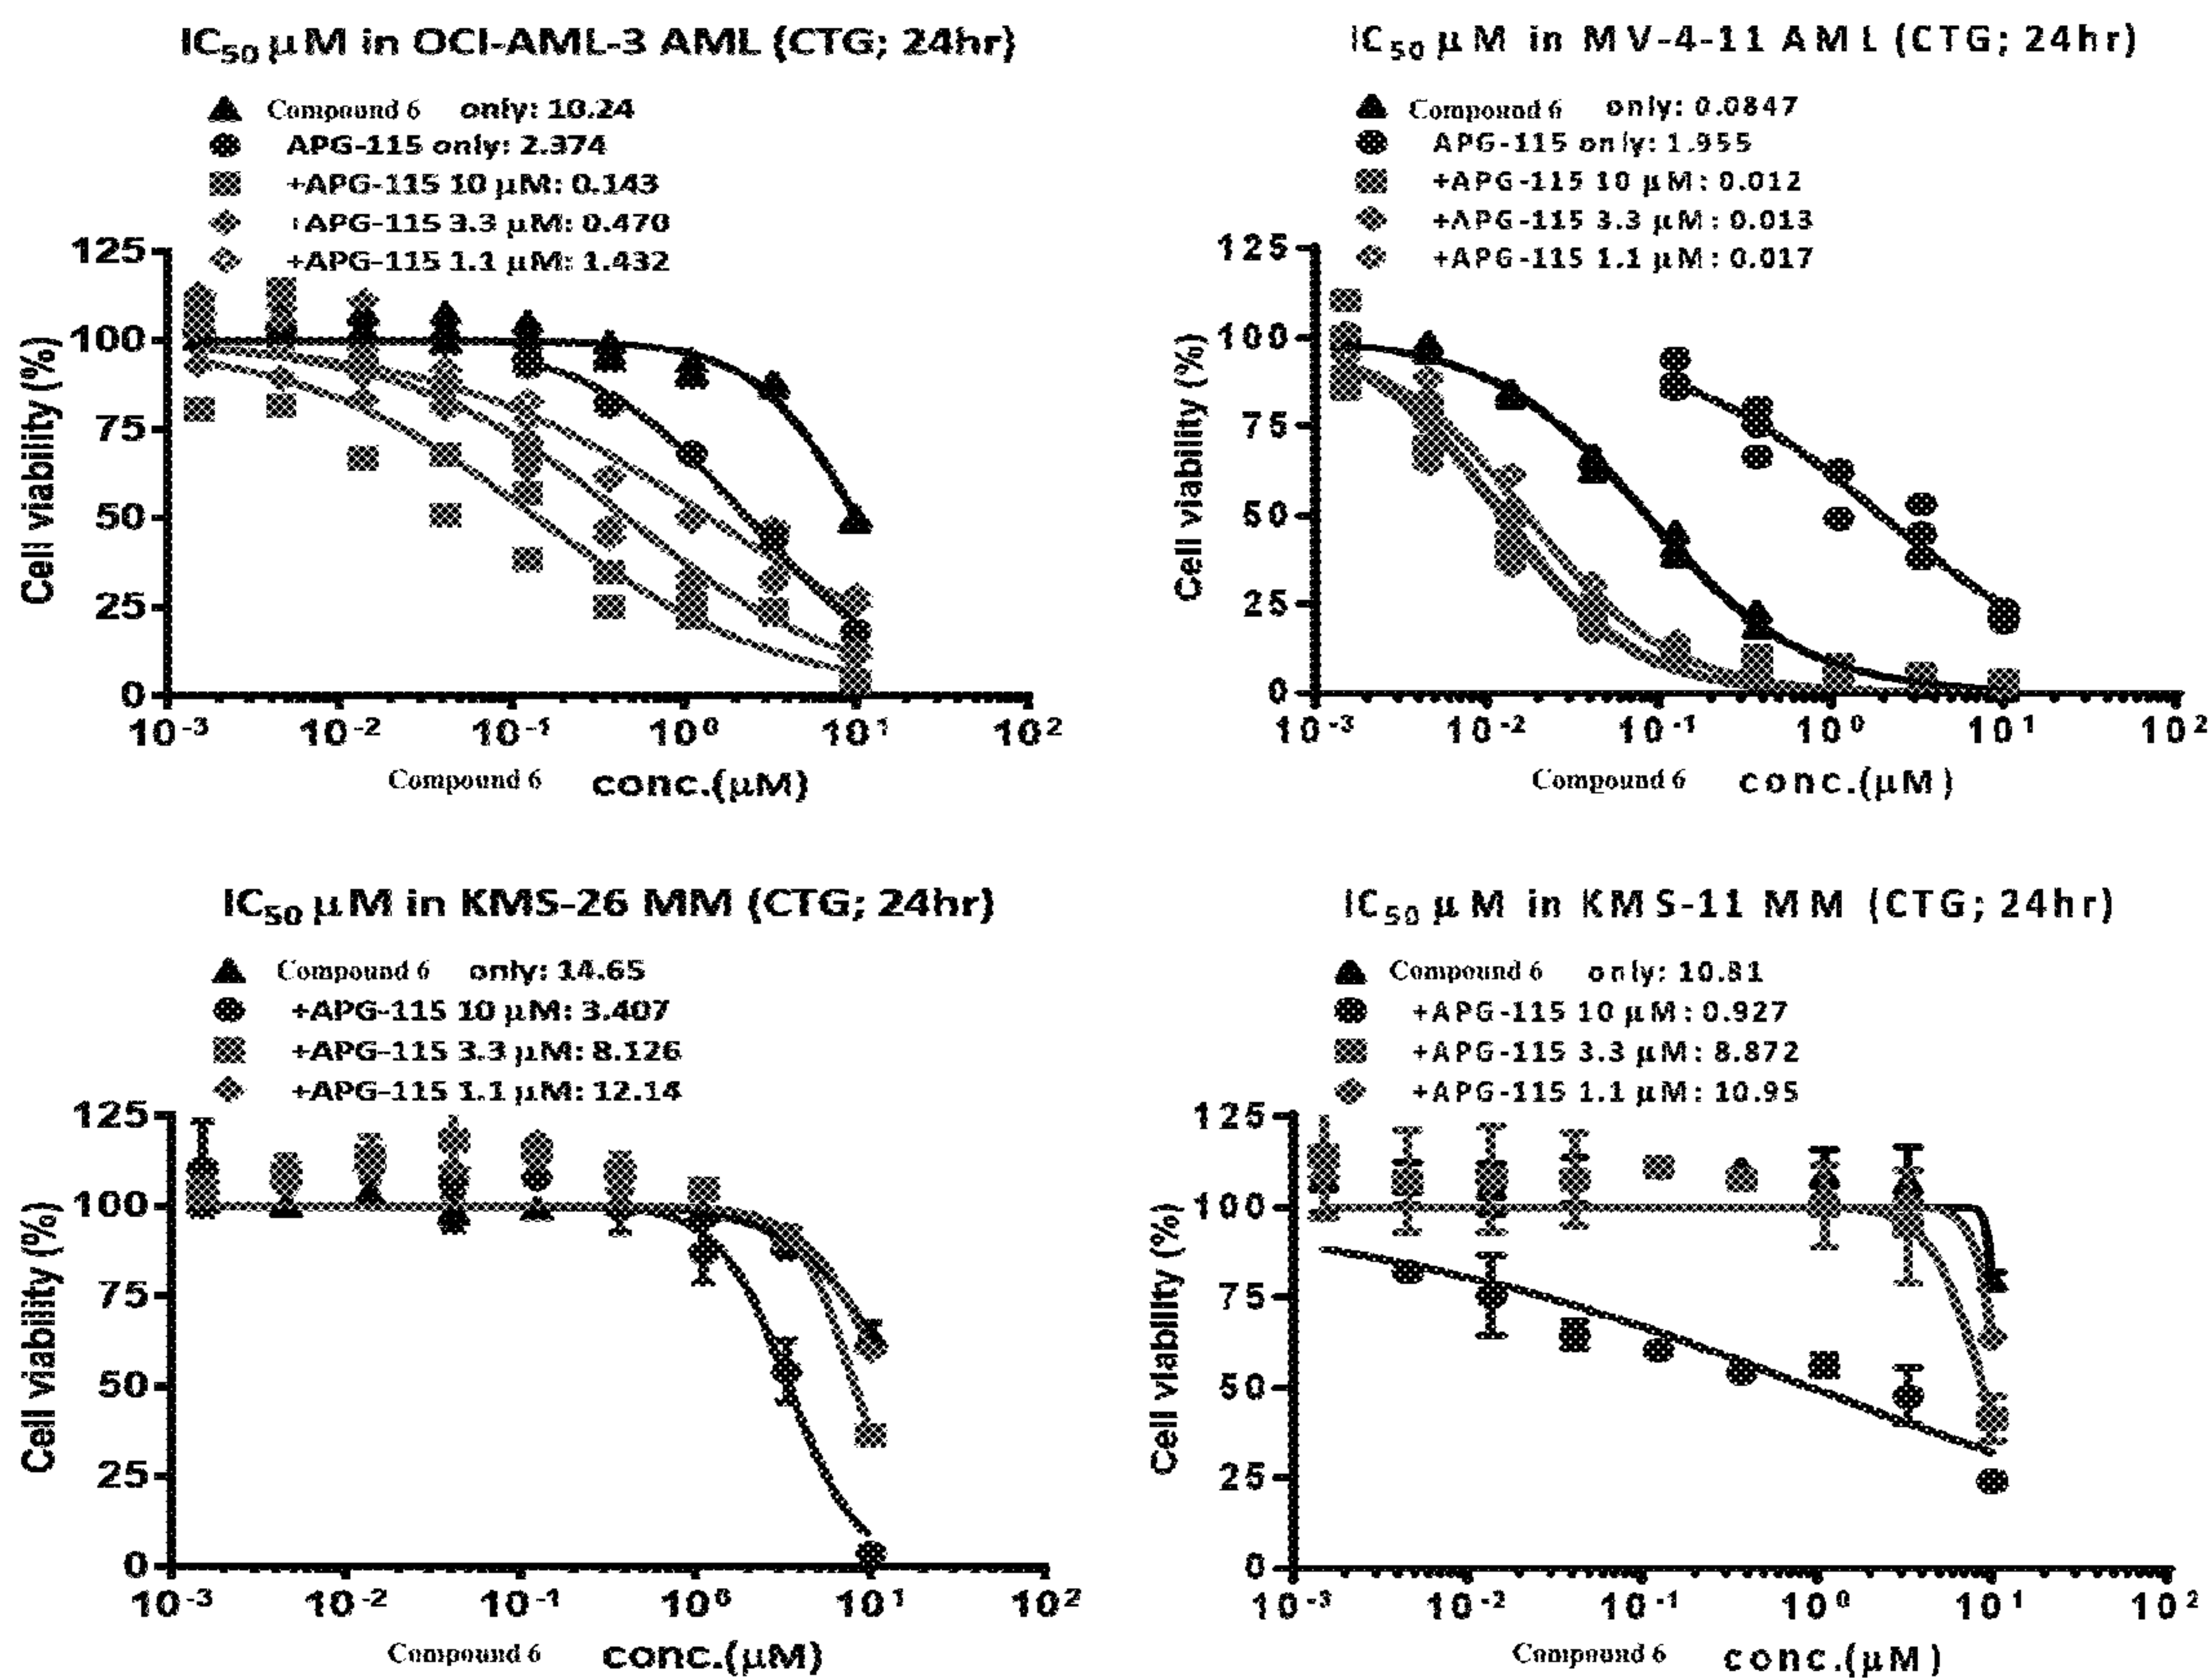 IC50 μM in OCI-AML-3 AML (CTG; 24hr)
Compound 6 only: 10.24
APG-115 only: 2.374
+APG-115 10 μM: 0.143
+APG-115 3.3 μM: 0.470
+APG-115 1.1 μM: 1.432
Cell viability (%)
125
100
75
50
25
0
10-3 10-2 10-1 100 101 102
Compound 6 conc.(μM)
IC50 μM in MV-4-11 AML (CTG; 24hr)
Compound 6 only: 0.0847
APG-115 only: 1.955
+APG-115 10 μM: 0.012
+APG-115 3.3 μM: 0.013
+APG-115 1.1 μM: 0.017
Cell viability (%)
125
100
75
50
25
0
10-3 10-2 10-1 100 101 102
Compound 6 conc.(μM)
IC50 μM in KMS-26 MM (CTG; 24hr)
Compound 6 only: 14.65
+APG-115 10 μM: 3.407
+APG-115 3.3 μM: 8.126
+APG-115 1.1 μM: 12.14
Cell viability (%)
125
100
75
50
25
0
10-3 10-2 10-1 100 101 102
Compound 6 conc.(μM)
IC50 μM in KMS-11 MM (CTG; 24hr)
Compound 6 only: 10.81
+APG-115 10 μM: 0.927
+APG-115 3.3 μM: 8.872
+APG-115 1.1 μM: 10.95
Cell viability (%)
125
100
75
50
25
0
10-3 10-2 10-1 100 101 102
Compound 6 conc.(μM)